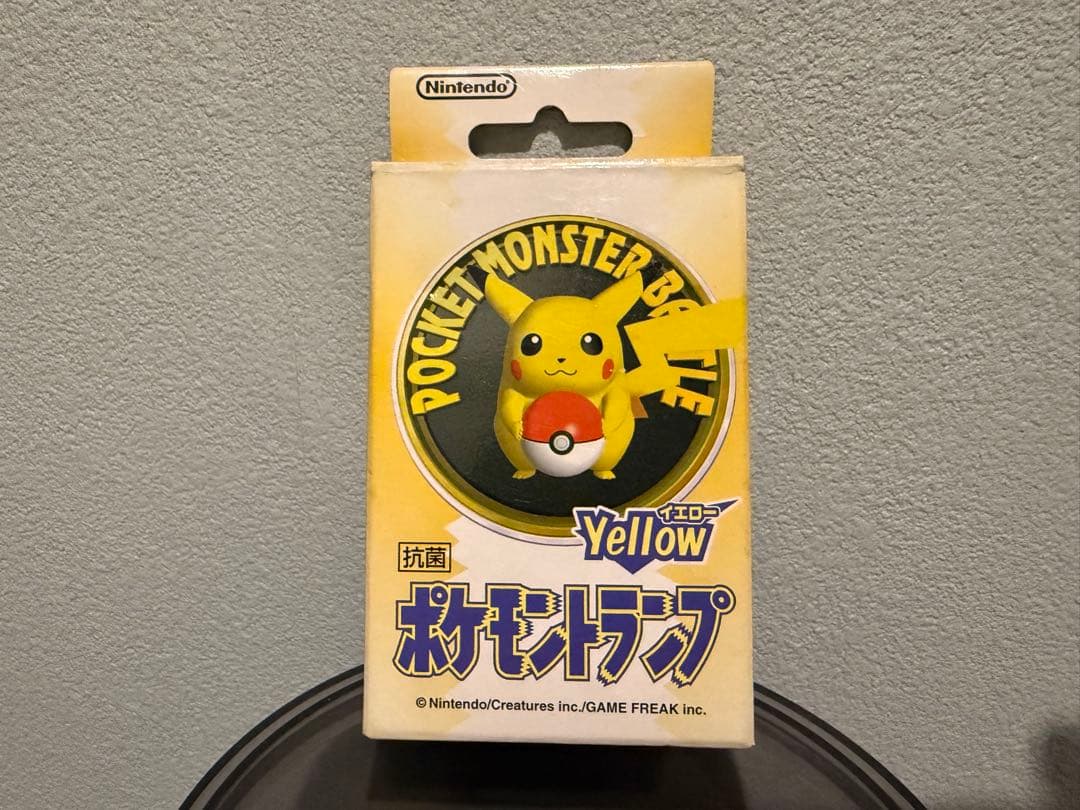 Nintendo®
POCKET MONSTER BATTLE
イエロー
Yellow
抗菌
ポケモントランプ
©Nintendo/Creatures inc./GAME FREAK inc.